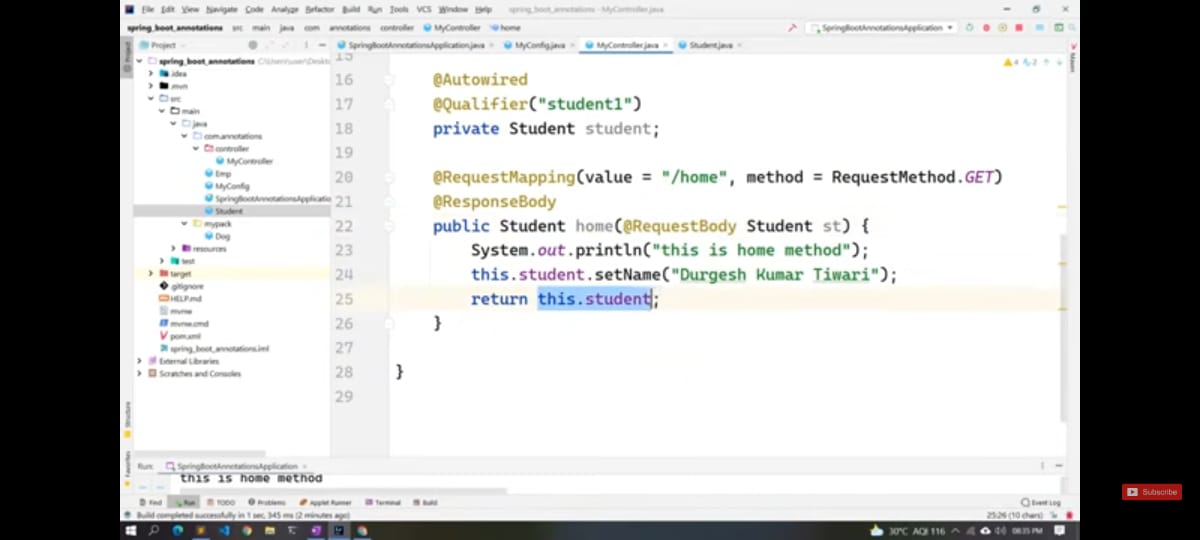 File Edit View Navigate Code Analyze Refactor Build Run Tools VCS Window Help spring_boot_annotations - MyController.java
spring_boot_annotations src main java com annotations controller MyController home SpringBootAnnotationsApplication
Project SpringBootAnnotationsApplication.java MyConfig.java MyController.java Student.java
spring_boot_annotations
.idea
.mvn
src
main
java
com.annotations
controller
MyController
Emp
MyConfig
SpringBootAnnotationsApplicatio
Student
mypack
Dog
resources
test
target
.gitignore
HELP.md
mvnw
mvnw.cmd
pom.xml
spring_boot_annotations.iml
External Libraries
Scratches and Consoles
Project
Structure
Favorites
Maven
4 2
15
16 @Autowired
17 @Qualifier("student1")
18 private Student student;
19
20 @RequestMapping(value = "/home", method = RequestMethod.GET)
21 @ResponseBody
22 public Student home(@RequestBody Student st) {
23 System.out.println("this is home method");
24 this.student.setName("Durgesh Kumar Tiwari");
25 return this.student;
26 }
27
28 }
29
Run: SpringBootAnnotationsApplication
this is home method
Find Run TODO Problems Applet Runner Terminal Build Event Log
Build completed successfully in 1 sec, 345 ms (2 minutes ago) 25:26 (10 chars)
30°C AQI 116 08:35 PM
Subscribe